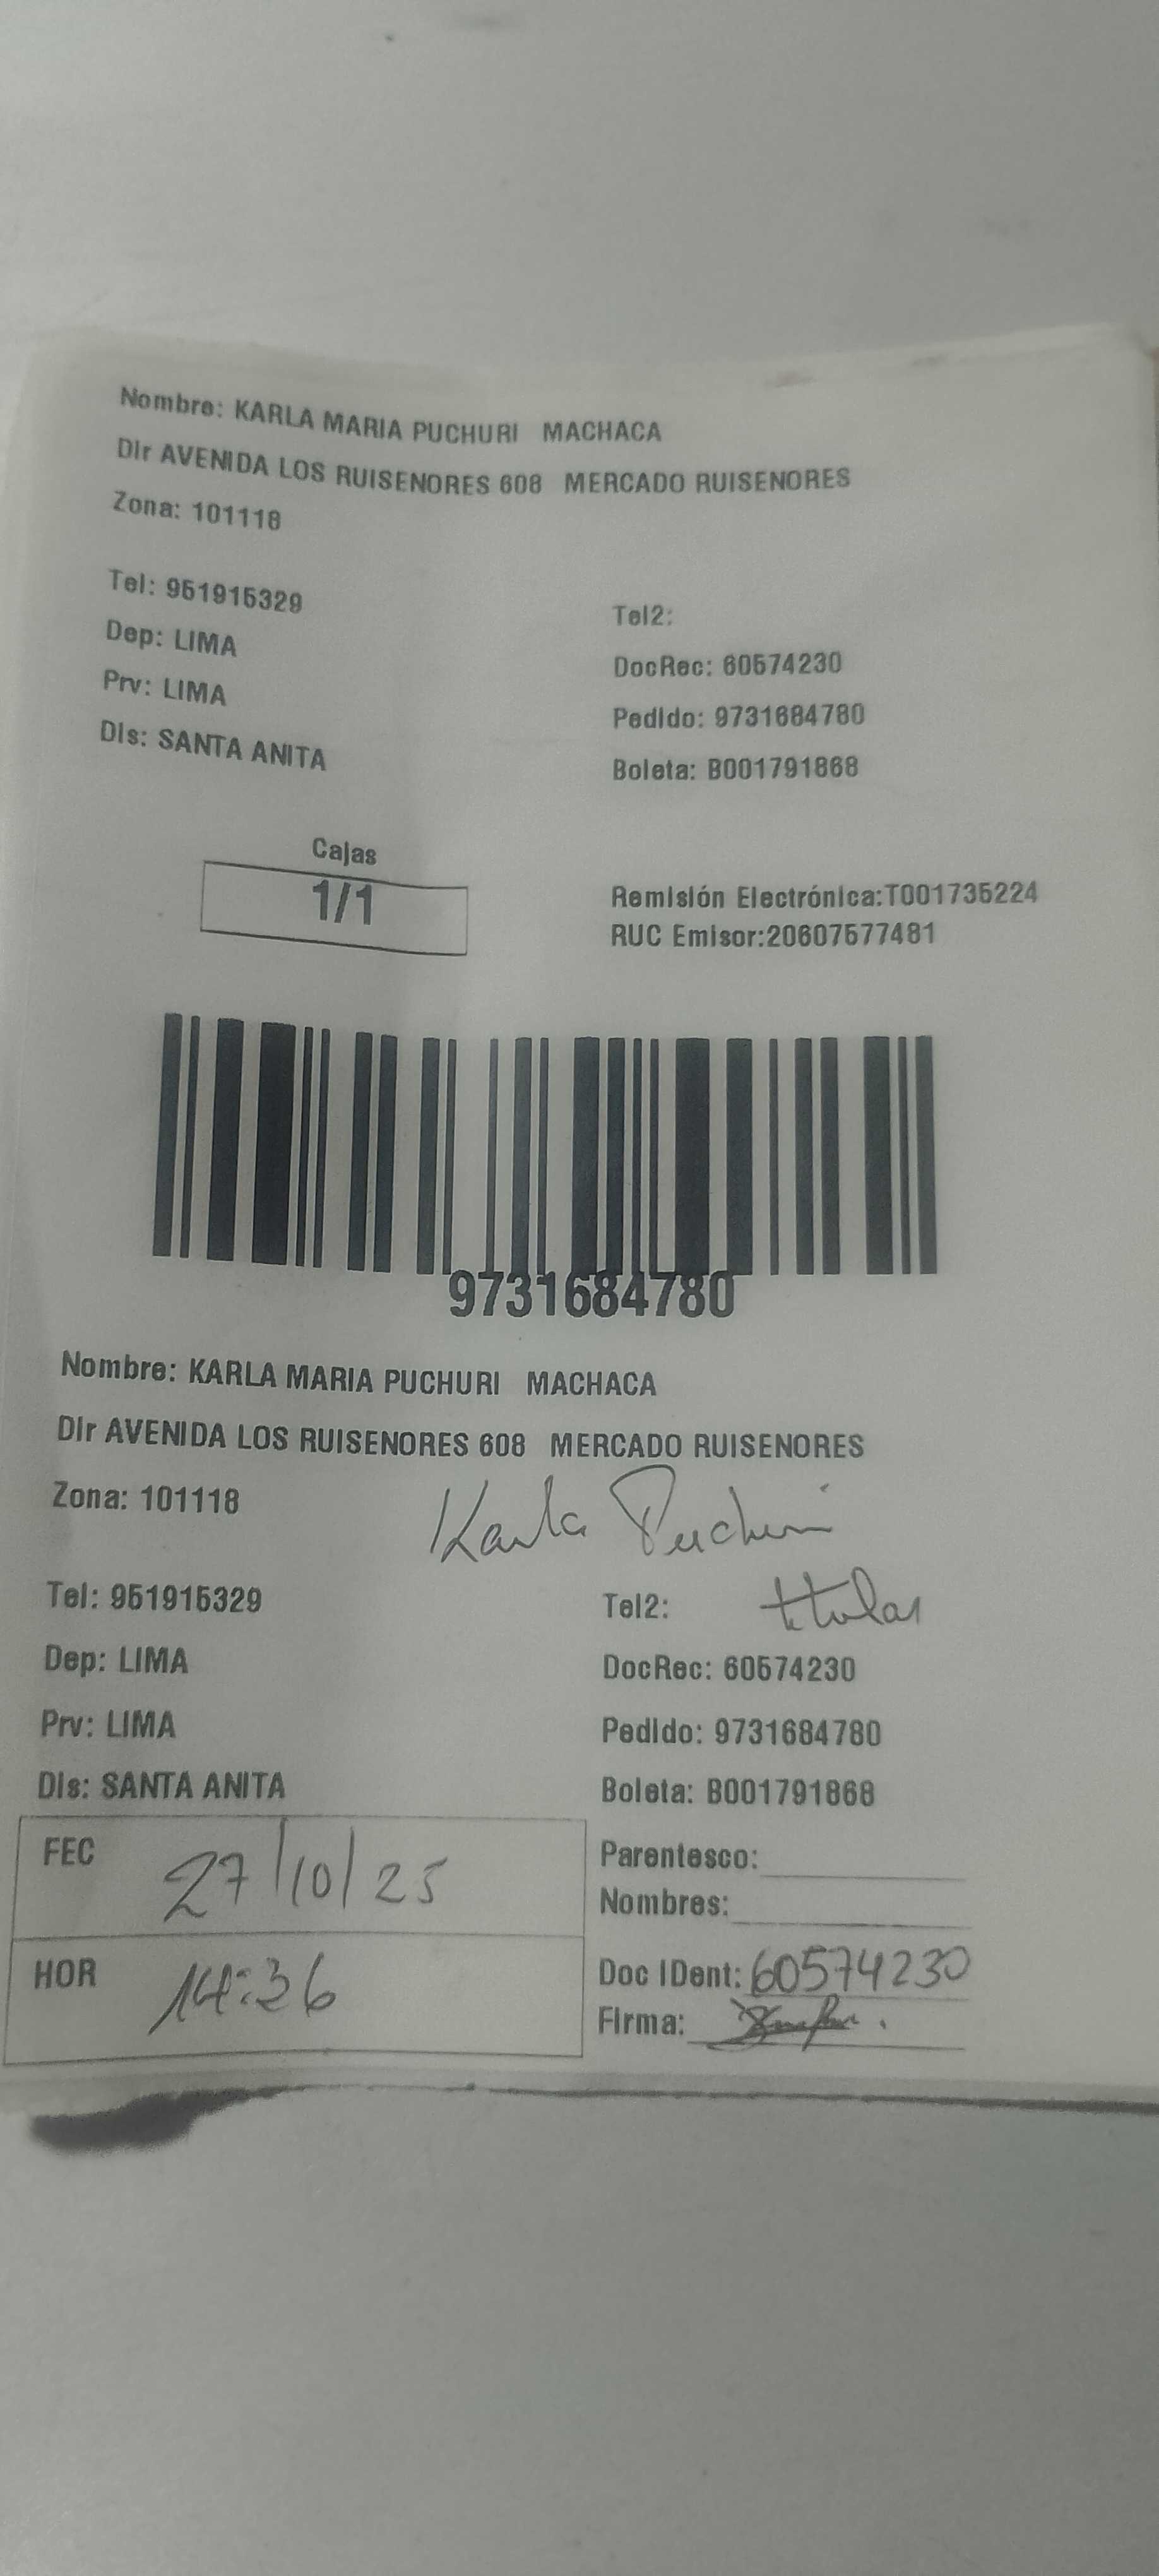 Nombre: KARLA MARIA PUCHURI MACHACA
Dir AVENIDA LOS RUISENORES 608 MERCADO RUISENORES
Zona: 101118
Tel: 951915329
Tel2:
Dep: LIMA
DocRec: 60574230
Prv: LIMA
Pedido: 9731684780
Dis: SANTA ANITA
Boleta: B001791868
Cajas
1/1
Remisión Electrónica:T001735224
RUC Emisor:20607577481
9731684780
Nombre: KARLA MARIA PUCHURI MACHACA
Dir AVENIDA LOS RUISENORES 608 MERCADO RUISENORES
Zona: 101118
Karla Puchuri
Tel: 951915329
Tel2: titular
Dep: LIMA
DocRec: 60574230
Prv: LIMA
Pedido: 9731684780
Dis: SANTA ANITA
Boleta: B001791868
FEC 27/10/25
Parentesco:
Nombres:
HOR 14:36
Doc IDent: 60574230
Firma: